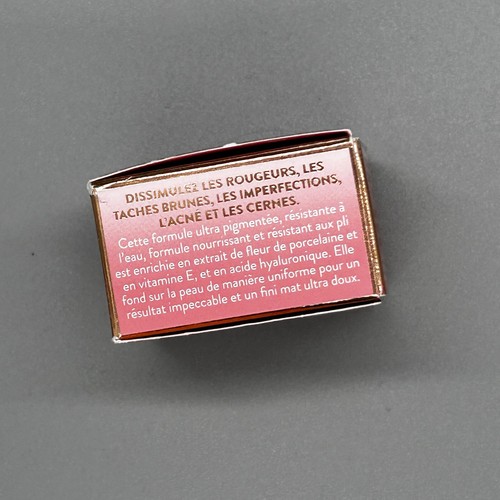 DISSIMULEZ LES ROUGEURS, LES
TACHES BRUNES, LES IMPERFECTIONS,
L'ACNÉ ET LES CERNES.
Cette formule ultra pigmentée, résistante à
l'eau, formule nourrissant et résistant aux pli
est enrichie en extrait de fleur de porcelaine et
en vitamine E, et en acide hyaluronique. Elle
fond sur la peau de manière uniforme pour un
résultat impeccable et un fini mat ultra doux.